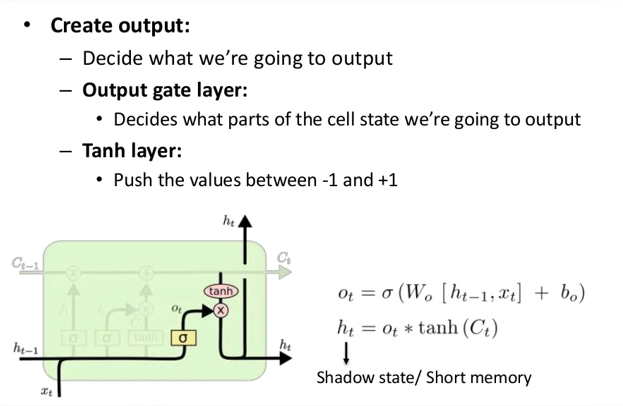 • Create output:
– Decide what we're going to output
– Output gate layer:
• Decides what parts of the cell state we're going to output
– Tanh layer:
• Push the values between -1 and +1
hₜ
Cₜ₋₁
Cₜ
tanh
oₜ
x
σ
σ
tanh
σ
hₜ₋₁
hₜ
xₜ
oₜ = σ (Wₒ [hₜ₋₁, xₜ] + bₒ)
hₜ = oₜ * tanh (Cₜ)
Shadow state/ Short memory